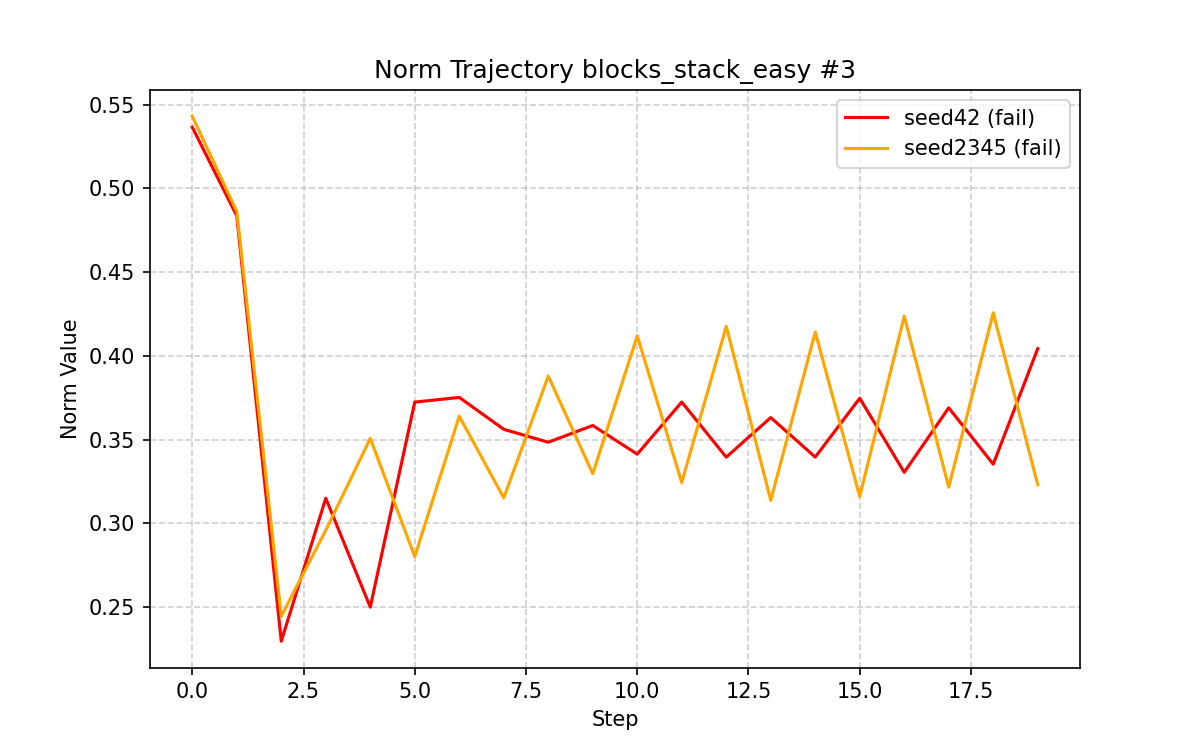 Norm Trajectory blocks_stack_easy #3
seed42 (fail)
seed2345 (fail)
Norm Value
0.55
0.50
0.45
0.40
0.35
0.30
0.25
0.0 2.5 5.0 7.5 10.0 12.5 15.0 17.5
Step